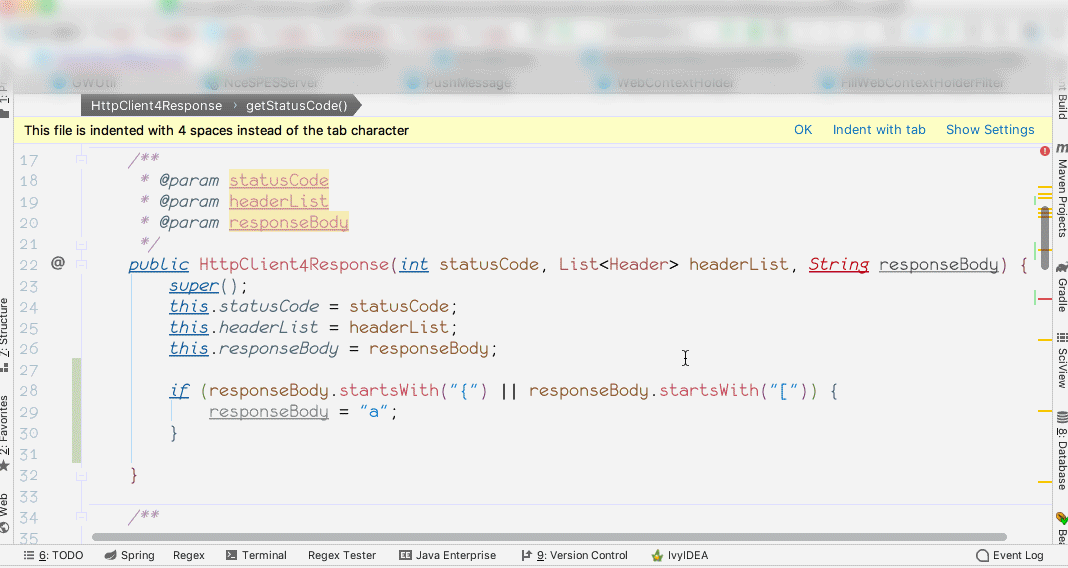 GWUtil NceSPESServer PushMessage WebContextHolder FillWebContextHolderFilter
HttpClient4Response › getStatusCode()
This file is indented with 4 spaces instead of the tab character OK Indent with tab Show Settings
17 /**
18 * @param statusCode
19 * @param headerList
20 * @param responseBody
21 */
22 @ public HttpClient4Response(int statusCode, List<Header> headerList, String responseBody) {
23 super();
24 this.statusCode = statusCode;
25 this.headerList = headerList;
26 this.responseBody = responseBody;
27
28 if (responseBody.startsWith("{") || responseBody.startsWith("[")) {
29 responseBody = "a";
30 }
31
32 }
33
34 /**
35
Z: Structure
2: Favorites
Web
Build
Maven Projects
Gradle
SciView
8: Database
Bea
6: TODO Spring Regex Terminal Regex Tester Java Enterprise 9: Version Control IvyIDEA Event Log